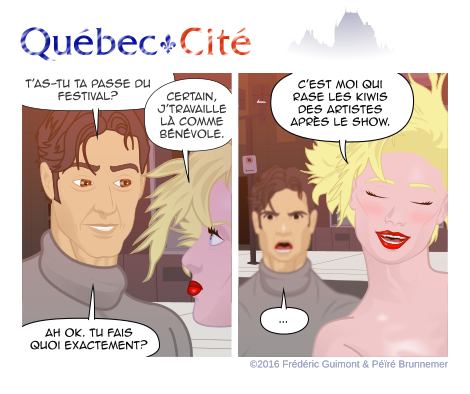 Québec Cité
T'AS-TU TA PASSE DU
FESTIVAL?
CERTAIN,
J'TRAVAILLE
LÀ COMME
BÉNÉVOLE.
AH OK. TU FAIS
QUOI EXACTEMENT?
C'EST MOI QUI
RASE LES KIWIS
DES ARTISTES
APRÈS LE SHOW.
...
©2016 Frédéric Guimont & Péïré Brunnemer